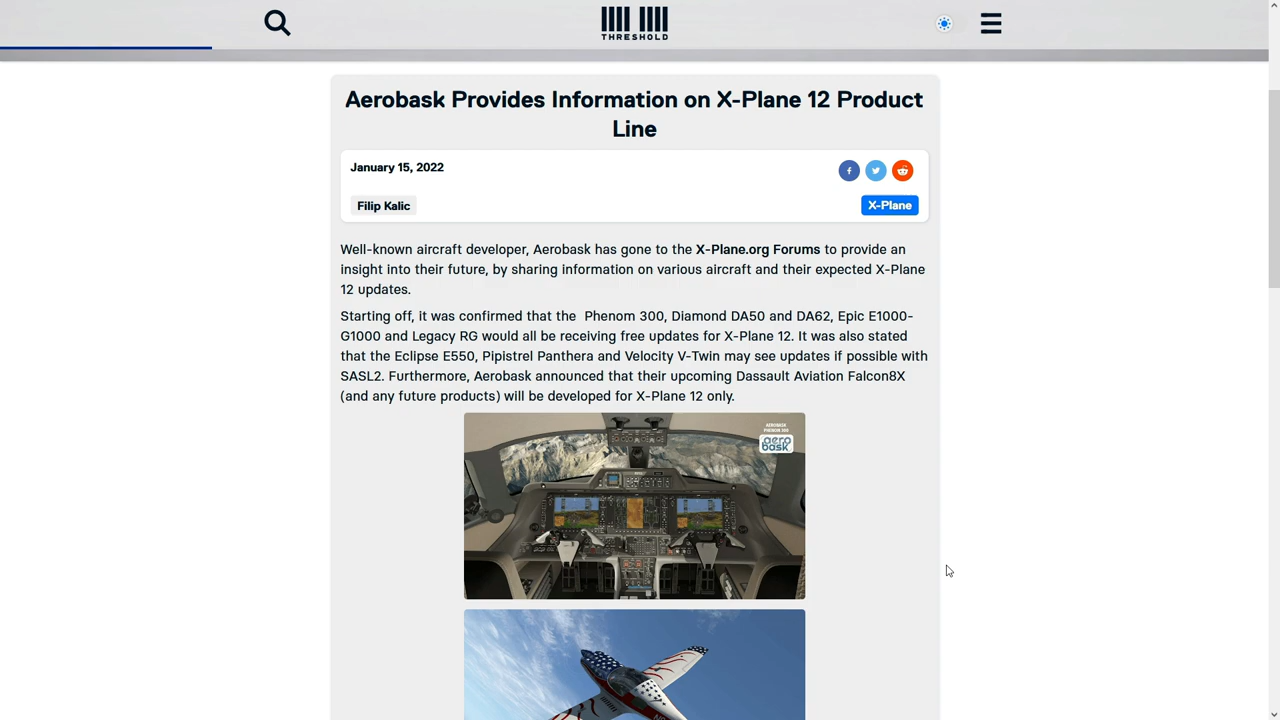 THRESHOLD
Aerobask Provides Information on X-Plane 12 Product
Line
January 15, 2022
Filip Kalic
X-Plane
Well-known aircraft developer, Aerobask has gone to the X-Plane.org Forums to provide an
insight into their future, by sharing information on various aircraft and their expected X-Plane
12 updates.
Starting off, it was confirmed that the  Phenom 300, Diamond DA50 and DA62, Epic E1000-
G1000 and Legacy RG would all be receiving free updates for X-Plane 12. It was also stated
that the Eclipse E550, Pipistrel Panthera and Velocity V-Twin may see updates if possible with
SASL2. Furthermore, Aerobask announced that their upcoming Dassault Aviation Falcon8X
(and any future products) will be developed for X-Plane 12 only.
AEROBASK
PHENOM 300
aero
bask